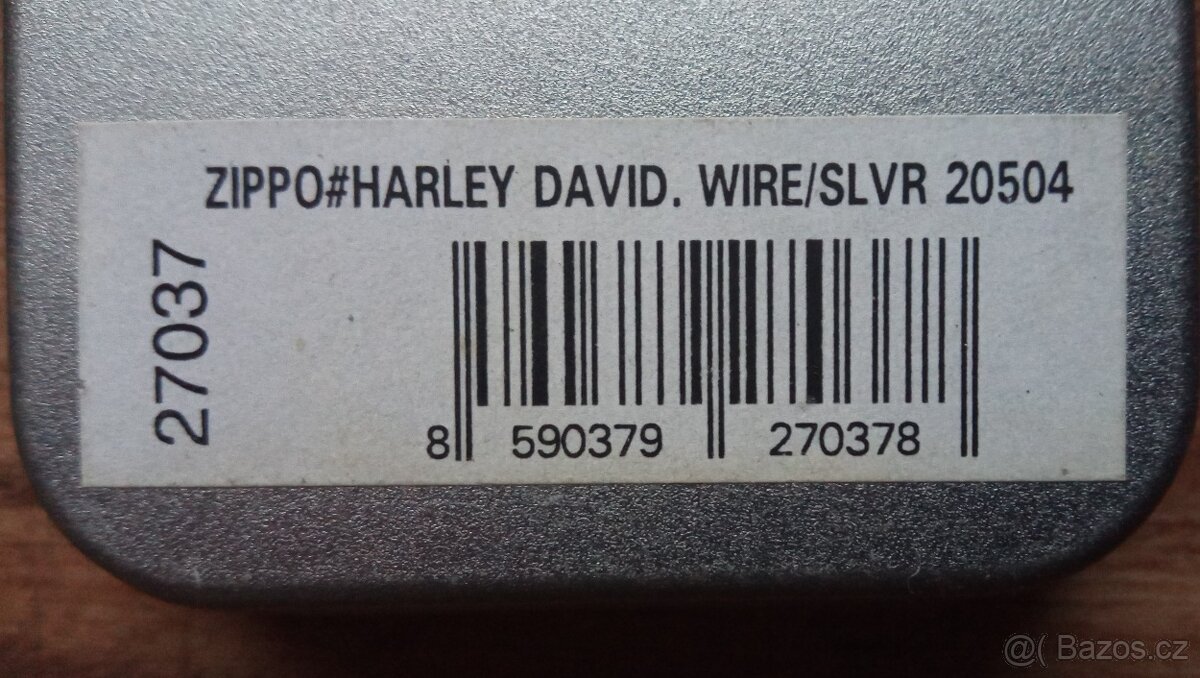 ZIPPO#HARLEY DAVID. WIRE/SLVR 20504
27037
8 590379 270378
@( Bazos.cz